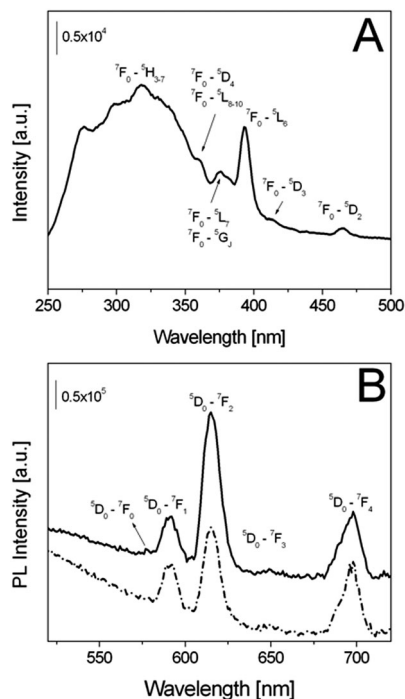 A
0.5x10⁴
⁷F₀ - ⁵H₃₋₇
⁷F₀ - ⁵D₄
⁷F₀ - ⁵L₈₋₁₀
⁷F₀ - ⁵L₆
⁷F₀ - ⁵D₃
⁷F₀ - ⁵D₂
⁷F₀ - ⁵L₇
⁷F₀ - ⁵G_J
Intensity [a.u.]
250 300 350 400 450 500
Wavelength [nm]
B
0.5x10⁵
⁵D₀ - ⁷F₂
⁵D₀ - ⁷F₀
⁵D₀ - ⁷F₁
⁵D₀ - ⁷F₄
⁵D₀ - ⁷F₃
PL Intensity [a.u.]
550 600 650 700
Wavelength [nm]